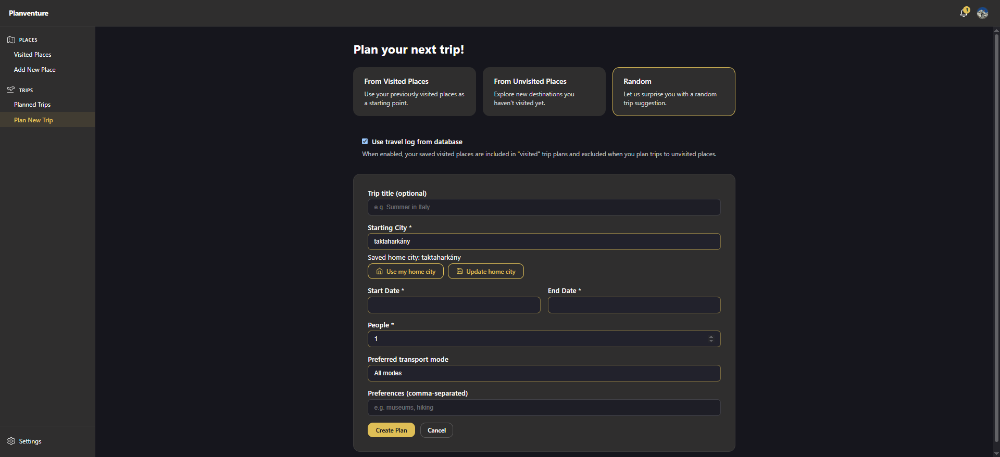 Planventure
1
PLACES
Visited Places
Add New Place
TRIPS
Planned Trips
Plan New Trip
Settings
Plan your next trip!
From Visited Places
Use your previously visited places as
a starting point.
From Unvisited Places
Explore new destinations you
haven't visited yet.
Random
Let us surprise you with a random
trip suggestion.
Use travel log from database
When enabled, your saved visited places are included in "visited" trip plans and excluded when you plan trips to unvisited places.
Trip title (optional)
e.g. Summer in Italy
Starting City *
taktaharkány
Saved home city: taktaharkány
Use my home city
Update home city
Start Date *
End Date *
People *
1
Preferred transport mode
All modes
Preferences (comma-separated)
e.g. museums, hiking
Create Plan
Cancel